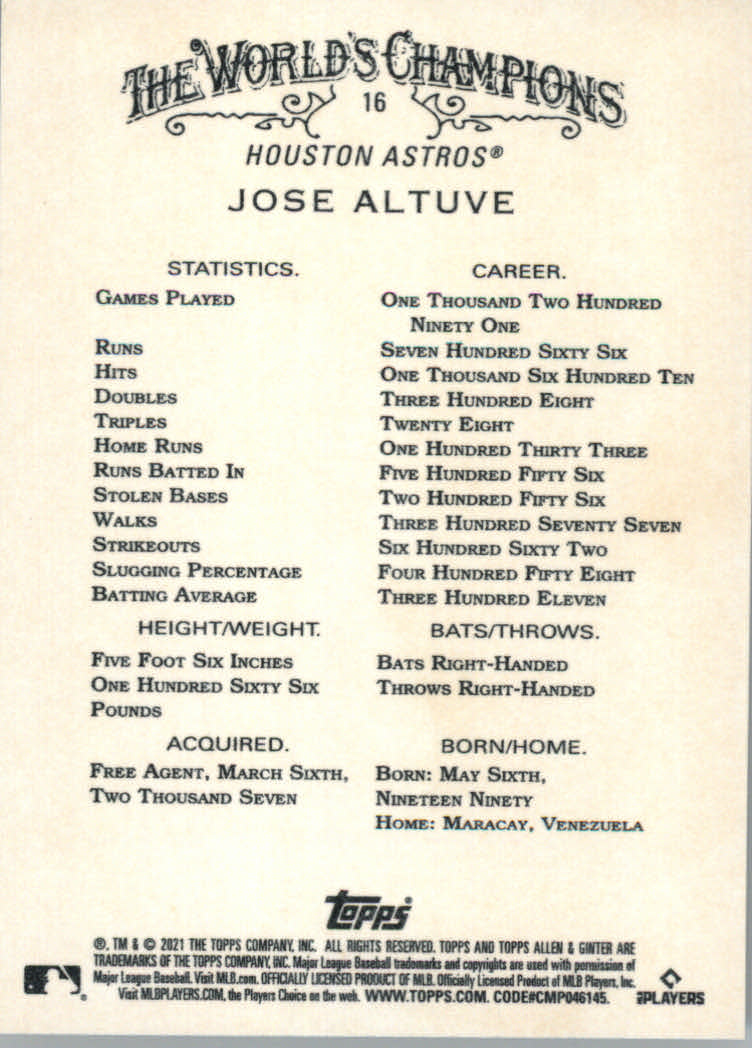 THE WORLD'S CHAMPIONS
16
HOUSTON ASTROS®
JOSE ALTUVE
STATISTICS. CAREER.
GAMES PLAYED ONE THOUSAND TWO HUNDRED
NINETY ONE
RUNS SEVEN HUNDRED SIXTY SIX
HITS ONE THOUSAND SIX HUNDRED TEN
DOUBLES THREE HUNDRED EIGHT
TRIPLES TWENTY EIGHT
HOME RUNS ONE HUNDRED THIRTY THREE
RUNS BATTED IN FIVE HUNDRED FIFTY SIX
STOLEN BASES TWO HUNDRED FIFTY SIX
WALKS THREE HUNDRED SEVENTY SEVEN
STRIKEOUTS SIX HUNDRED SIXTY TWO
SLUGGING PERCENTAGE FOUR HUNDRED FIFTY EIGHT
BATTING AVERAGE THREE HUNDRED ELEVEN
HEIGHT/WEIGHT. BATS/THROWS.
FIVE FOOT SIX INCHES BATS RIGHT-HANDED
ONE HUNDRED SIXTY SIX THROWS RIGHT-HANDED
POUNDS
ACQUIRED. BORN/HOME.
FREE AGENT, MARCH SIXTH, BORN: MAY SIXTH,
TWO THOUSAND SEVEN NINETEEN NINETY
HOME: MARACAY, VENEZUELA
topps®
®, TM & © 2021 THE TOPPS COMPANY, INC. ALL RIGHTS RESERVED. TOPPS AND TOPPS ALLEN & GINTER ARE
TRADEMARKS OF THE TOPPS COMPANY, INC. Major League Baseball trademarks and copyrights are used with permission of
Major League Baseball. Visit MLB.com. OFFICIALLY LICENSED PRODUCT OF MLB. Officially Licensed Product of MLB Players, Inc.
Visit MLBPLAYERS.COM, the Players Choice on the web. WWW.TOPPS.COM. CODE#CMP046145.
PLAYERS